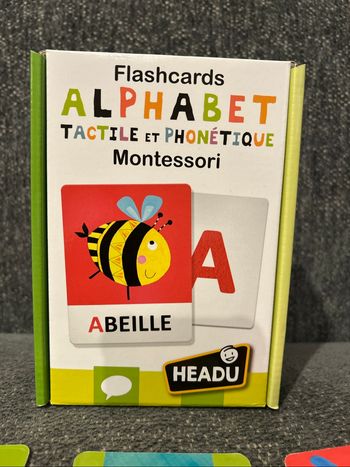 Flashcards
ALPHABET
TACTILE ET PHONÉTIQUE
Montessori
A
ABEILLE
HEADU